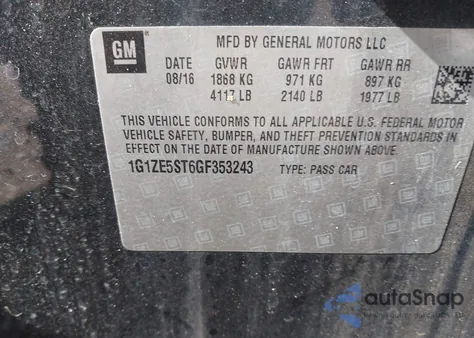 GM
MFD BY GENERAL MOTORS LLC
DATE GVWR GAWR FRT GAWR RR
08/16 1868 KG 971 KG 897 KG
4117 LB 2140 LB 1977 LB
THIS VEHICLE CONFORMS TO ALL APPLICABLE U.S. FEDERAL MOTOR
VEHICLE SAFETY, BUMPER, AND THEFT PREVENTION STANDARDS
IN EFFECT ON THE DATE OF MANUFACTURE SHOWN ABOVE.
1G1ZE5ST6GF353243 TYPE: PASS CAR
autoSnap